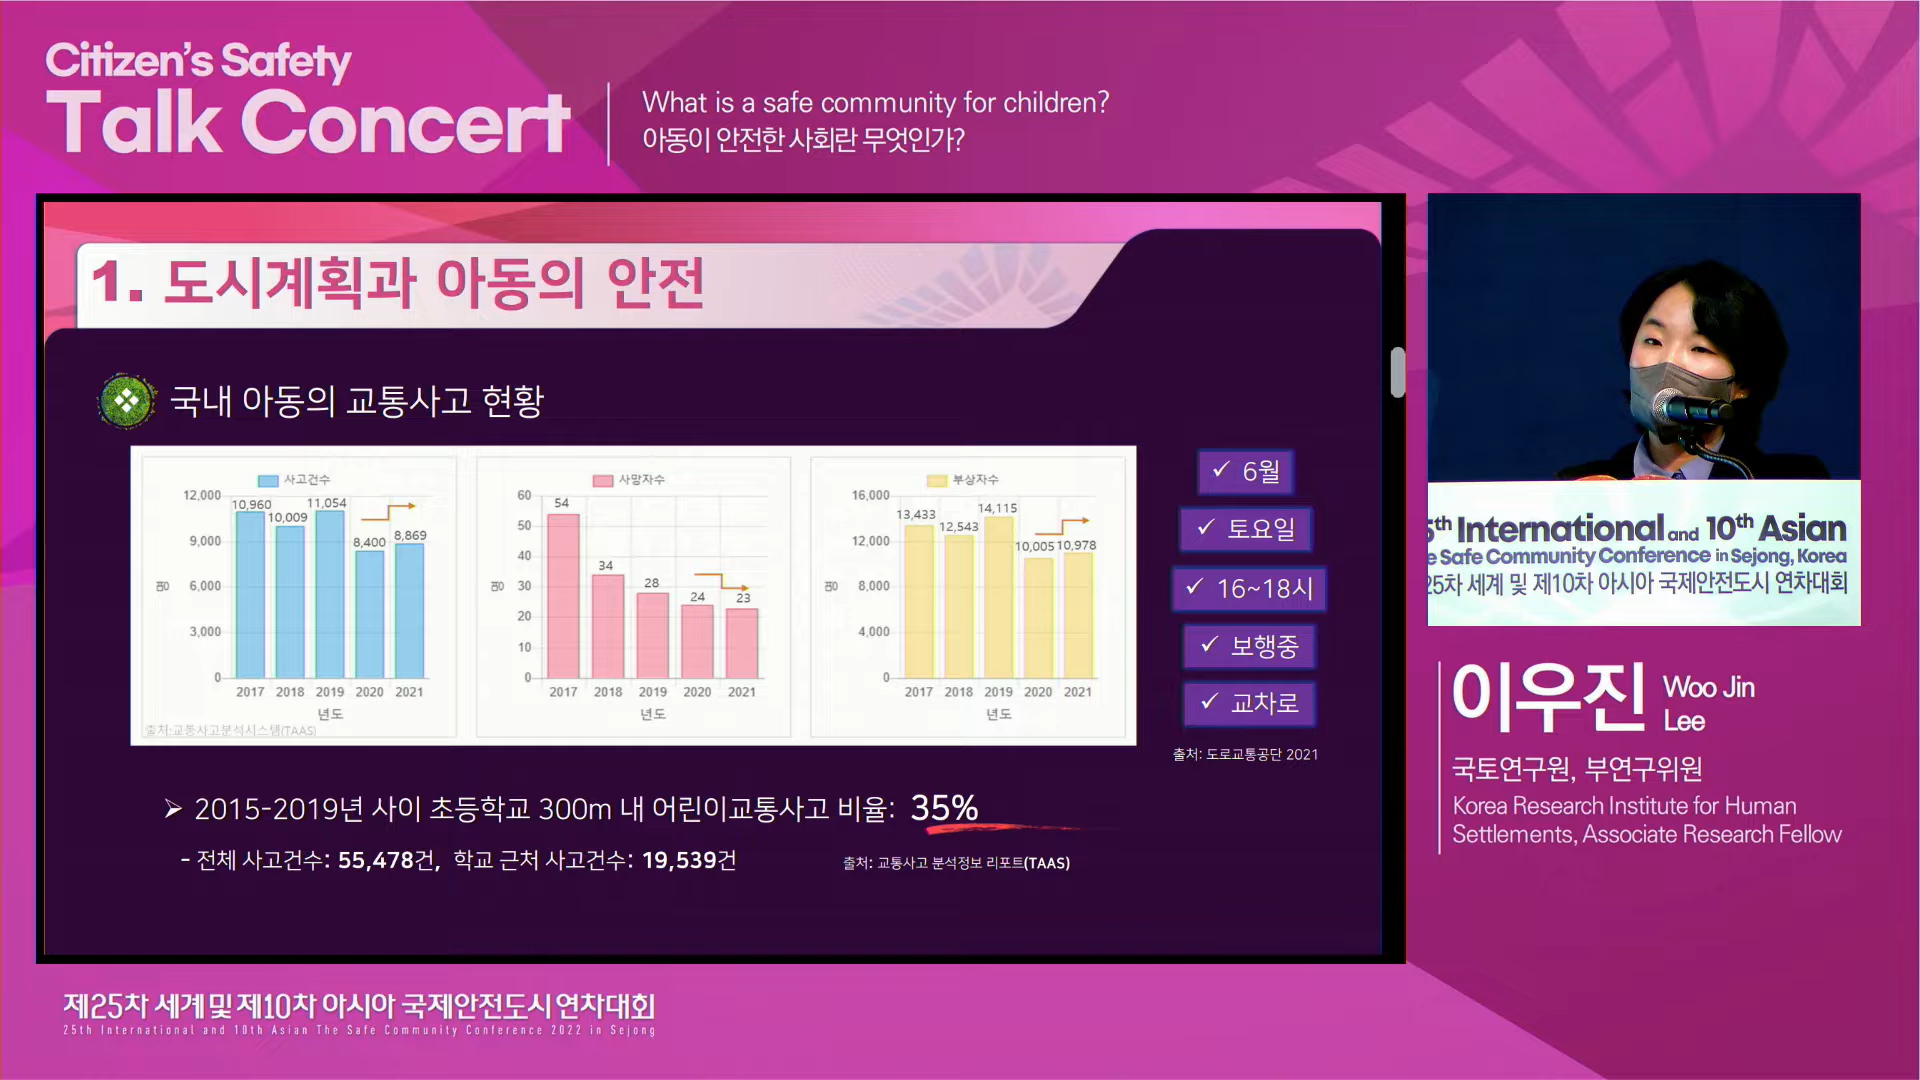 Citizen's Safety
Talk Concert
What is a safe community for children?
아동이 안전한 사회란 무엇인가?
1. 도시계획과 아동의 안전
국내 아동의 교통사고 현황
사고건수
12,000
9,000
6,000
3,000
0
명
10,960
10,009
11,054
8,400
8,869
2017 2018 2019 2020 2021
년도
출처:교통사고분석시스템(TAAS)
사망자수
60
50
40
30
20
10
0
명
54
34
28
24
23
2017 2018 2019 2020 2021
년도
부상자수
16,000
12,000
8,000
4,000
0
명
13,433
12,543
14,115
10,005
10,978
2017 2018 2019 2020 2021
년도
✓ 6월
✓ 토요일
✓ 16~18시
✓ 보행중
✓ 교차로
출처: 도로교통공단 2021
➢ 2015-2019년 사이 초등학교 300m 내 어린이교통사고 비율: 35%
- 전체 사고건수: 55,478건, 학교 근처 사고건수: 19,539건
출처: 교통사고 분석정보 리포트(TAAS)
5th International and 10th Asian
e Safe Community Conference in Sejong, Korea
25차 세계 및 제10차 아시아 국제안전도시 연차대회
이우진 Woo Jin Lee
국토연구원, 부연구위원
Korea Research Institute for Human
Settlements, Associate Research Fellow
제25차 세계 및 제10차 아시아 국제안전도시 연차대회
25th International and 10th Asian The Safe Community Conference 2022 in Sejong